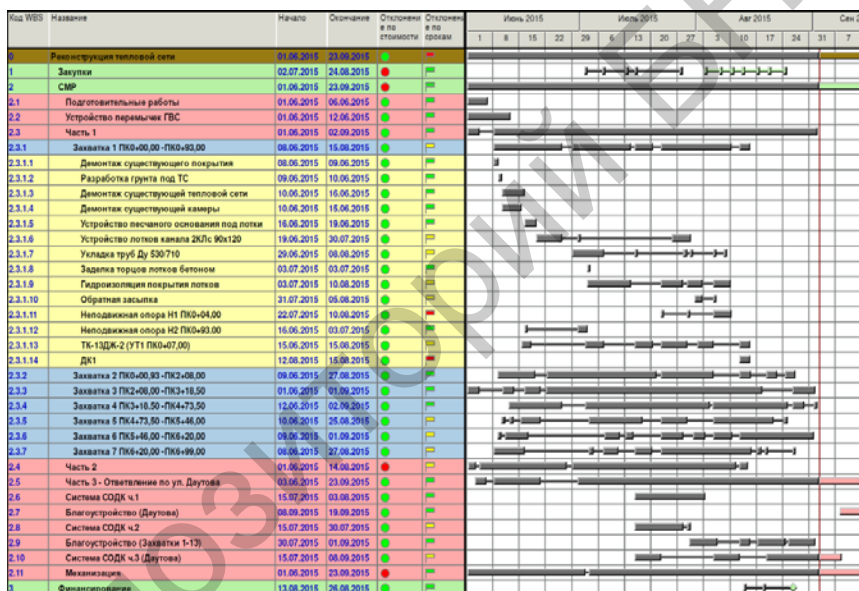 Код WBS Название Начало Окончание Отклонени е по стоимости Отклонени е по срокам Июнь 2015 Июль 2015 Авг 2015 Сен 2
1 8 15 22 29 6 13 20 27 3 10 17 24 31 7
0 Реконструкция тепловой сети 01.06.2015 23.09.2015
1 Закупки 02.07.2015 24.08.2015
2 СМР 01.06.2015 23.09.2015
2.1 Подготовительные работы 01.06.2015 06.06.2015
2.2 Устройство перемычек ГВС 01.06.2015 12.06.2015
2.3 Часть 1 01.06.2015 02.09.2015
2.3.1 Захватка 1 ПК0+00,00 -ПК0+93,00 08.06.2015 15.08.2015
2.3.1.1 Демонтаж существующего покрытия 08.06.2015 09.06.2015
2.3.1.2 Разработка грунта под ТС 09.06.2015 10.06.2015
2.3.1.3 Демонтаж существующей тепловой сети 10.06.2015 16.06.2015
2.3.1.4 Демонтаж существующей камеры 10.06.2015 15.06.2015
2.3.1.5 Устройство песчаного основания под лотки 16.06.2015 19.06.2015
2.3.1.6 Устройство лотков канала 2КЛс 90х120 19.06.2015 30.07.2015
2.3.1.7 Укладка труб Ду 530/710 29.06.2015 08.08.2015
2.3.1.8 Заделка торцов лотков бетоном 03.07.2015 03.07.2015
2.3.1.9 Гидроизоляция покрытия лотков 03.07.2015 10.08.2015
2.3.1.10 Обратная засыпка 31.07.2015 05.08.2015
2.3.1.11 Неподвижная опора Н1 ПК0+04,00 22.07.2015 10.08.2015
2.3.1.12 Неподвижная опора Н2 ПК0+93.00 16.06.2015 03.07.2015
2.3.1.13 ТК-13ДЖ-2 (УТ1 ПК0+07,00) 15.06.2015 15.08.2015
2.3.1.14 ДК1 12.08.2015 15.08.2015
2.3.2 Захватка 2 ПК0+00,93 -ПК2+08,00 09.06.2015 27.08.2015
2.3.3 Захватка 3 ПК2+08,00 -ПК3+18,50 01.06.2015 01.09.2015
2.3.4 Захватка 4 ПК3+18.50 -ПК4+73,50 12.06.2015 02.09.2015
2.3.5 Захватка 5 ПК4+73,50 -ПК5+46,00 10.06.2015 25.08.2015
2.3.6 Захватка 6 ПК5+46,00 -ПК6+20,00 09.06.2015 01.09.2015
2.3.7 Захватка 7 ПК6+20,00 -ПК6+99,00 08.06.2015 27.08.2015
2.4 Часть 2 01.06.2015 14.08.2015
2.5 Часть 3 - Ответвление по ул. Даутова 03.06.2015 23.09.2015
2.6 Система СОДК ч.1 15.07.2015 03.08.2015
2.7 Благоустройство (Даутова) 08.09.2015 19.09.2015
2.8 Система СОДК ч.2 15.07.2015 30.07.2015
2.9 Благоустройство (Захватки 1-13) 30.07.2015 01.09.2015
2.10 Система СОДК ч.3 (Даутова) 15.07.2015 08.09.2015
2.11 Механизация 01.06.2015 23.09.2015
3 Финансирование 13.08.2015 26.08.2015